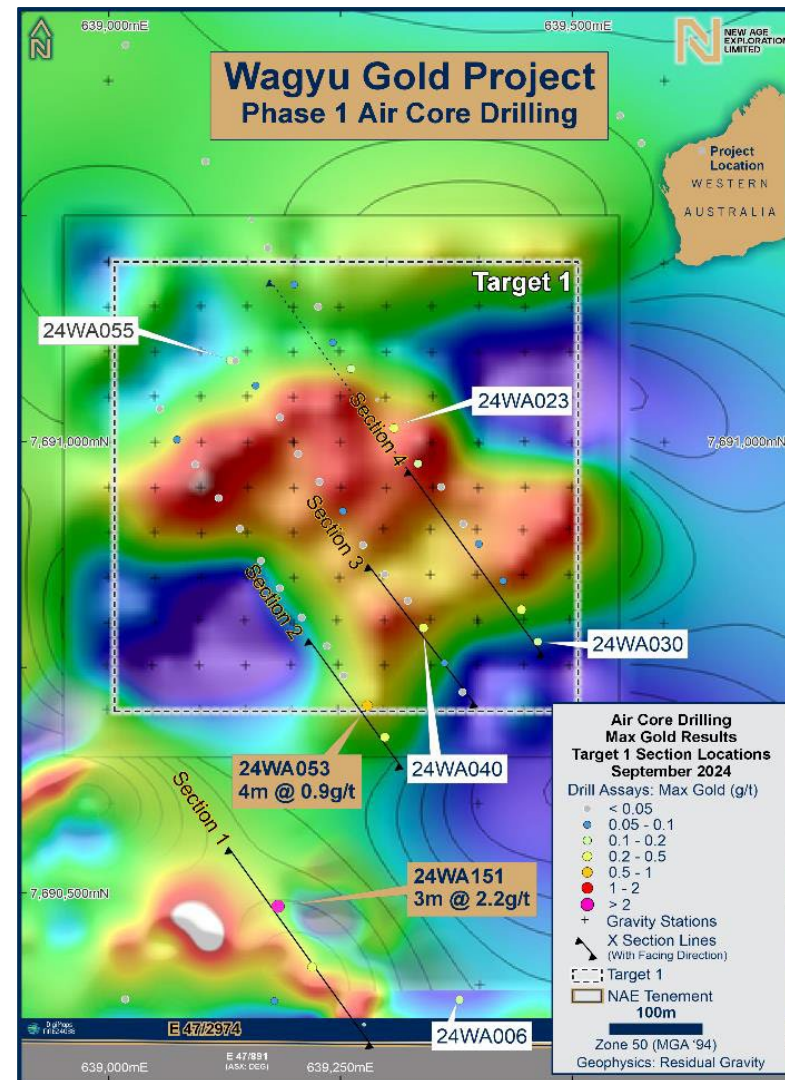 639,000mE
639,500mE
N
NEW AGE
EXPLORATION
LIMITED
Wagyu Gold Project
Phase 1 Air Core Drilling
Project
Location
WESTERN
AUSTRALIA
Target 1
24WA055
24WA023
7,691,000mN
7,691,000mN
Section 4
Section 3
Section 2
24WA030
24WA053
4m @ 0.9g/t
24WA040
Section 1
24WA151
3m @ 2.2g/t
7,690,500mN
24WA006
Air Core Drilling
Max Gold Results
Target 1 Section Locations
September 2024
Drill Assays: Max Gold (g/t)
< 0.05
0.05 - 0.1
0.1 - 0.2
0.2 - 0.5
0.5 - 1
1 - 2
> 2
Gravity Stations
X Section Lines
(With Facing Direction)
Target 1
NAE Tenement
100m
Zone 50 (MGA '94)
Geophysics: Residual Gravity
DigiMaps
E 47/2974
E 47/891
(ASX: DEG)
639,000mE
639,250mE